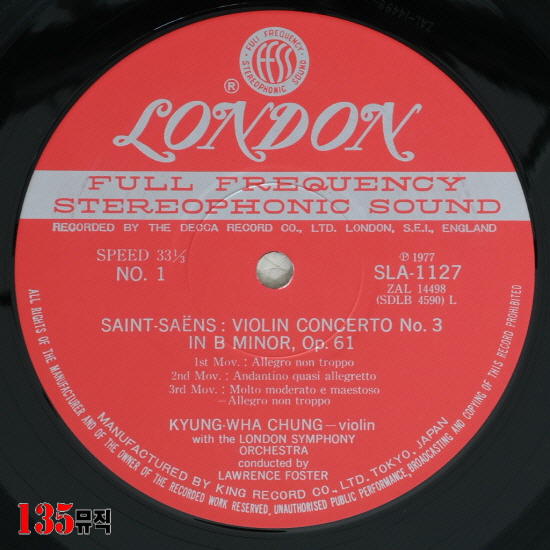 FULL FREQUENCY
ffss
STEREOPHONIC SOUND
®
LONDON
FULL FREQUENCY
STEREOPHONIC SOUND
RECORDED BY THE DECCA RECORD CO., LTD. LONDON, S.E.I., ENGLAND
SPEED 33⅓
NO. 1
℗ 1977
SLA-1127
ZAL 14498
(SDLB 4590) L
SAINT-SAËNS : VIOLIN CONCERTO No. 3
IN B MINOR, Op. 61
1st Mov. : Allegro non troppo
2nd Mov. : Andantino quasi allegretto
3rd Mov. : Molto moderato e maestoso
—Allegro non troppo
KYUNG-WHA CHUNG—violin
with the LONDON SYMPHONY
ORCHESTRA
conducted by
LAWRENCE FOSTER
MANUFACTURED BY KING RECORD CO., LTD. TOKYO, JAPAN
ALL RIGHTS OF THE MANUFACTURER AND OF THE OWNER OF THE RECORDED WORK RESERVED, UNAUTHORISED PUBLIC PERFORMANCE, BROADCASTING AND COPYING OF THIS RECORD PROHIBITED
135뮤직